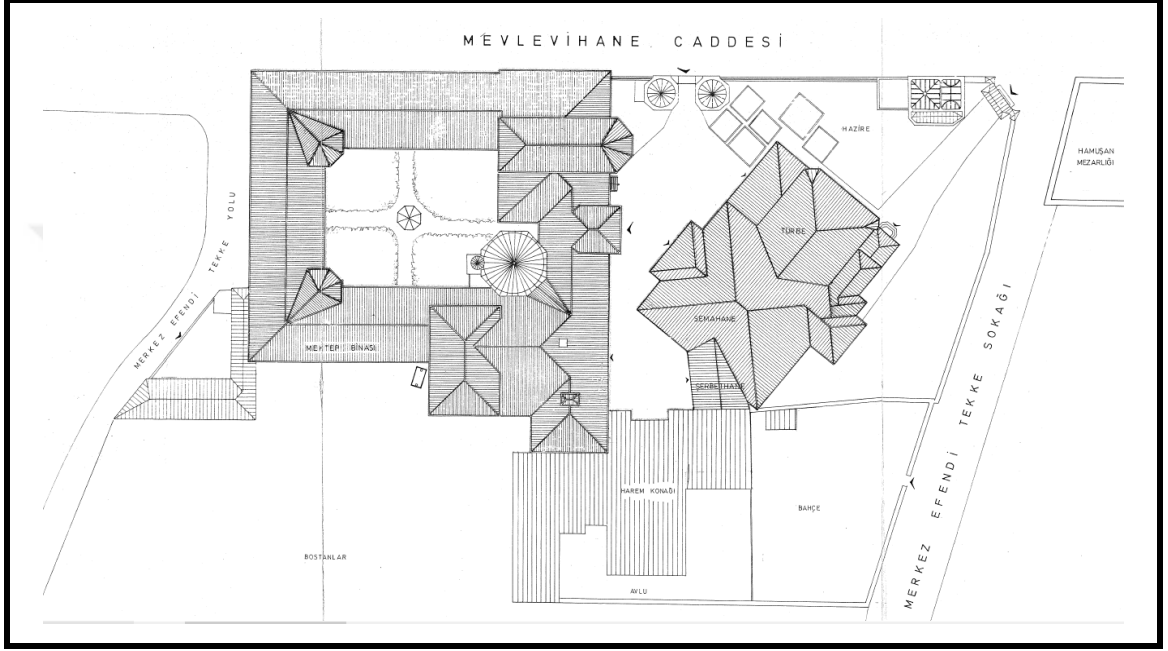 MEVLEVİHANE CADDESİ
HAZİRE
HAMUŞAN
MEZARLIĞI
TÜRBE
MERKEZ EFENDİ TEKKE YOLU
SEMAHANE
MEKTEP BİNASI
ŞERBETHANE
MERKEZ EFENDİ TEKKE SOKAĞI
HAREM KONAĞI
BAHÇE
BOSTANLAR
AVLU